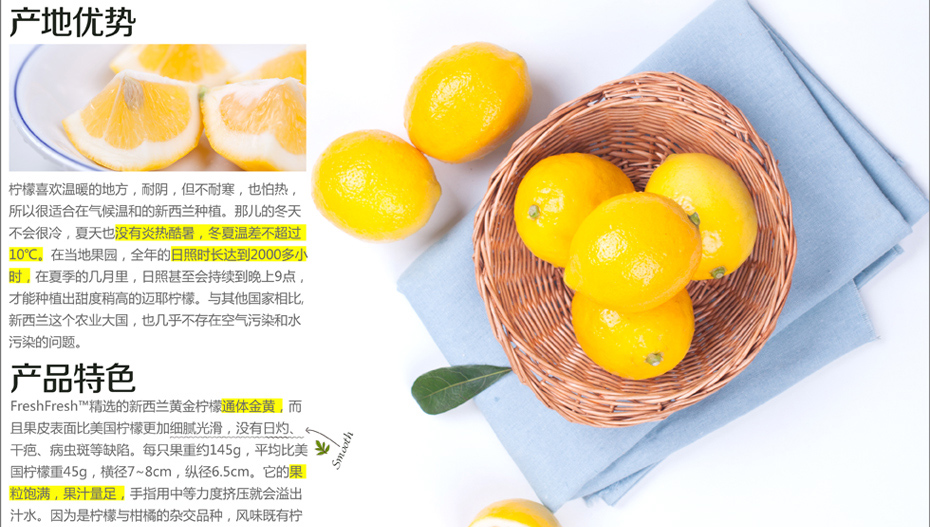 产地优势
柠檬喜欢温暖的地方，耐阴，但不耐寒，也怕热，
所以很适合在气候温和的新西兰种植。那儿的冬天
不会很冷，夏天也没有炎热酷暑，冬夏温差不超过
10℃。在当地果园，全年的日照时长达到2000多小
时，在夏季的几月里，日照甚至会持续到晚上9点，
才能种植出甜度稍高的迈耶柠檬。与其他国家相比，
新西兰这个农业大国，也几乎不存在空气污染和水
污染的问题。
产品特色
FreshFresh™精选的新西兰黄金柠檬通体金黄，而
且果皮表面比美国柠檬更加细腻光滑，没有日灼、
干疤、病虫斑等缺陷。每只果重约145g，平均比美
国柠檬重45g，横径7~8cm，纵径6.5cm。它的果
粒饱满，果汁量足，手指用中等力度挤压就会溢出
汁水。因为是柠檬与柑橘的杂交品种，风味既有柠
Smooth